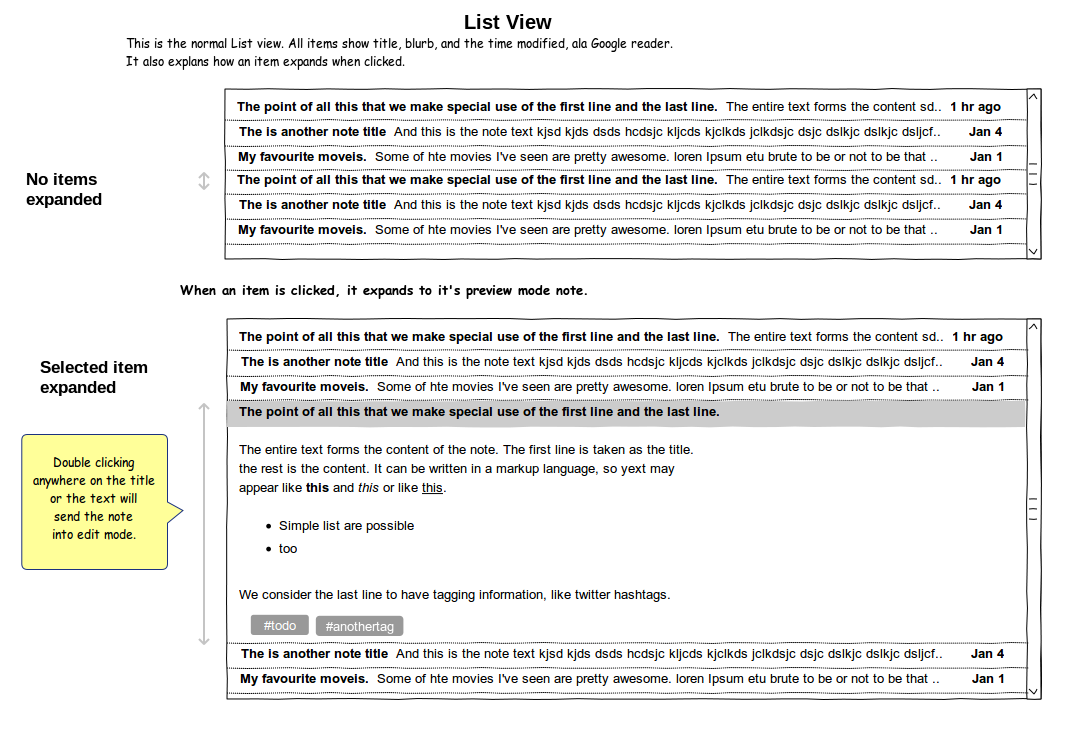 List View
This is the normal List view. All items show title, blurb, and the time modified, ala Google reader.
It also explans how an item expands when clicked.
The point of all this that we make special use of the first line and the last line. The entire text forms the content sd.. 1 hr ago
The is another note title And this is the note text kjsd kjds dsds hcdsjc kljcds kjclkds jclkdsjc dsjc dslkjc dslkjc dsljcf.. Jan 4
My favourite moveis. Some of hte movies I've seen are pretty awesome. loren Ipsum etu brute to be or not to be that .. Jan 1
No items
expanded
The point of all this that we make special use of the first line and the last line. The entire text forms the content sd.. 1 hr ago
The is another note title And this is the note text kjsd kjds dsds hcdsjc kljcds kjclkds jclkdsjc dsjc dslkjc dslkjc dsljcf.. Jan 4
My favourite moveis. Some of hte movies I've seen are pretty awesome. loren Ipsum etu brute to be or not to be that .. Jan 1
When an item is clicked, it expands to it's preview mode note.
The point of all this that we make special use of the first line and the last line. The entire text forms the content sd.. 1 hr ago
The is another note title And this is the note text kjsd kjds dsds hcdsjc kljcds kjclkds jclkdsjc dsjc dslkjc dslkjc dsljcf.. Jan 4
My favourite moveis. Some of hte movies I've seen are pretty awesome. loren Ipsum etu brute to be or not to be that .. Jan 1
Selected item
expanded
The point of all this that we make special use of the first line and the last line.
The entire text forms the content of the note. The first line is taken as the title.
the rest is the content. It can be written in a markup language, so yext may
appear like this and this or like this.
Simple list are possible
too
We consider the last line to have tagging information, like twitter hashtags.
#todo #anothertag
Double clicking
anywhere on the title
or the text will
send the note
into edit mode.
The is another note title And this is the note text kjsd kjds dsds hcdsjc kljcds kjclkds jclkdsjc dsjc dslkjc dslkjc dsljcf.. Jan 4
My favourite moveis. Some of hte movies I've seen are pretty awesome. loren Ipsum etu brute to be or not to be that .. Jan 1